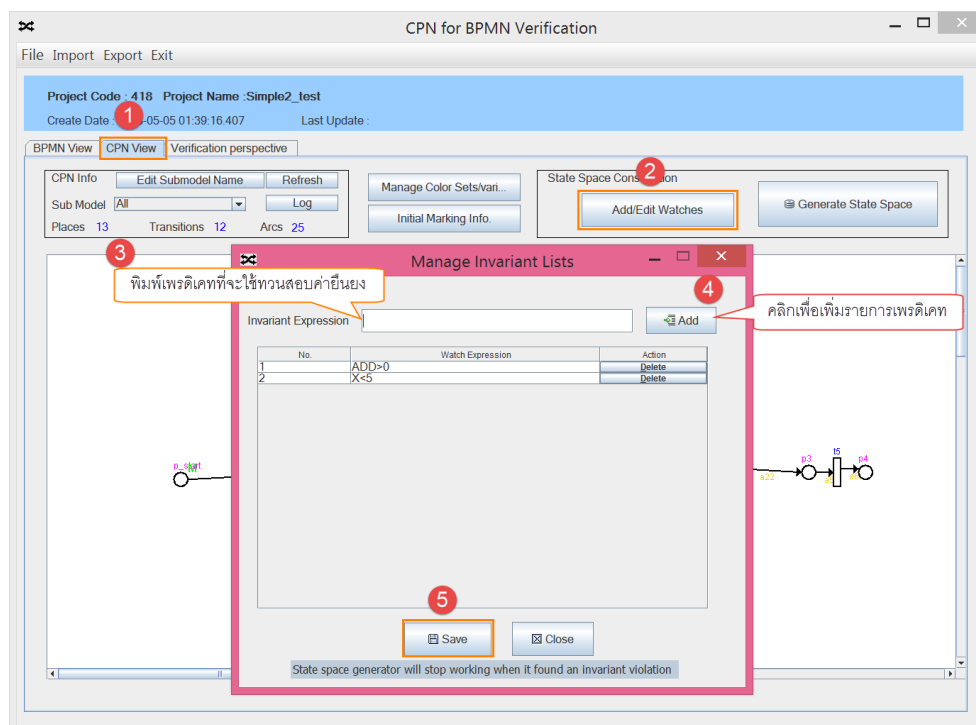 CPN for BPMN Verification
File Import Export Exit
Project Code : 418 Project Name :Simple2_test
1
Create Date : -05-05 01:39:16.407 Last Update :
BPMN View CPN View Verification perspective
CPN Info Edit Submodel Name Refresh
Sub Model All Log
Places 13 Transitions 12 Arcs 25
Manage Color Sets/vari...
Initial Marking Info.
2
State Space Cons
Add/Edit Watches
Generate State Space
3
Manage Invariant Lists
พิมพ์เพรดิเคทที่จะใช้ทวนสอบค่ายืนยง
4
คลิกเพื่อเพิ่มรายการเพรดิเคท
Invariant Expression
Add
No. Watch Expression Action
1 ADD>0 Delete
2 X<5 Delete
p_start
a22
p3
t5
p4
5
Save Close
State space generator will stop working when it found an invariant violation